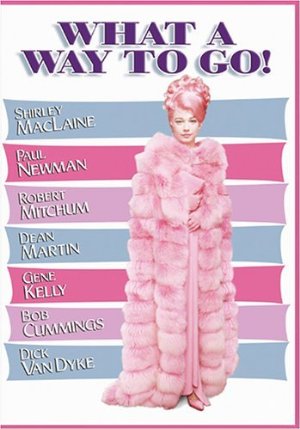 WHAT A
WAY TO GO!
SHIRLEY
MACLAINE
PAUL
NEWMAN
ROBERT
MITCHUM
DEAN
MARTIN
GENE
KELLY
BOB
CUMMINGS
DICK
VAN DYKE